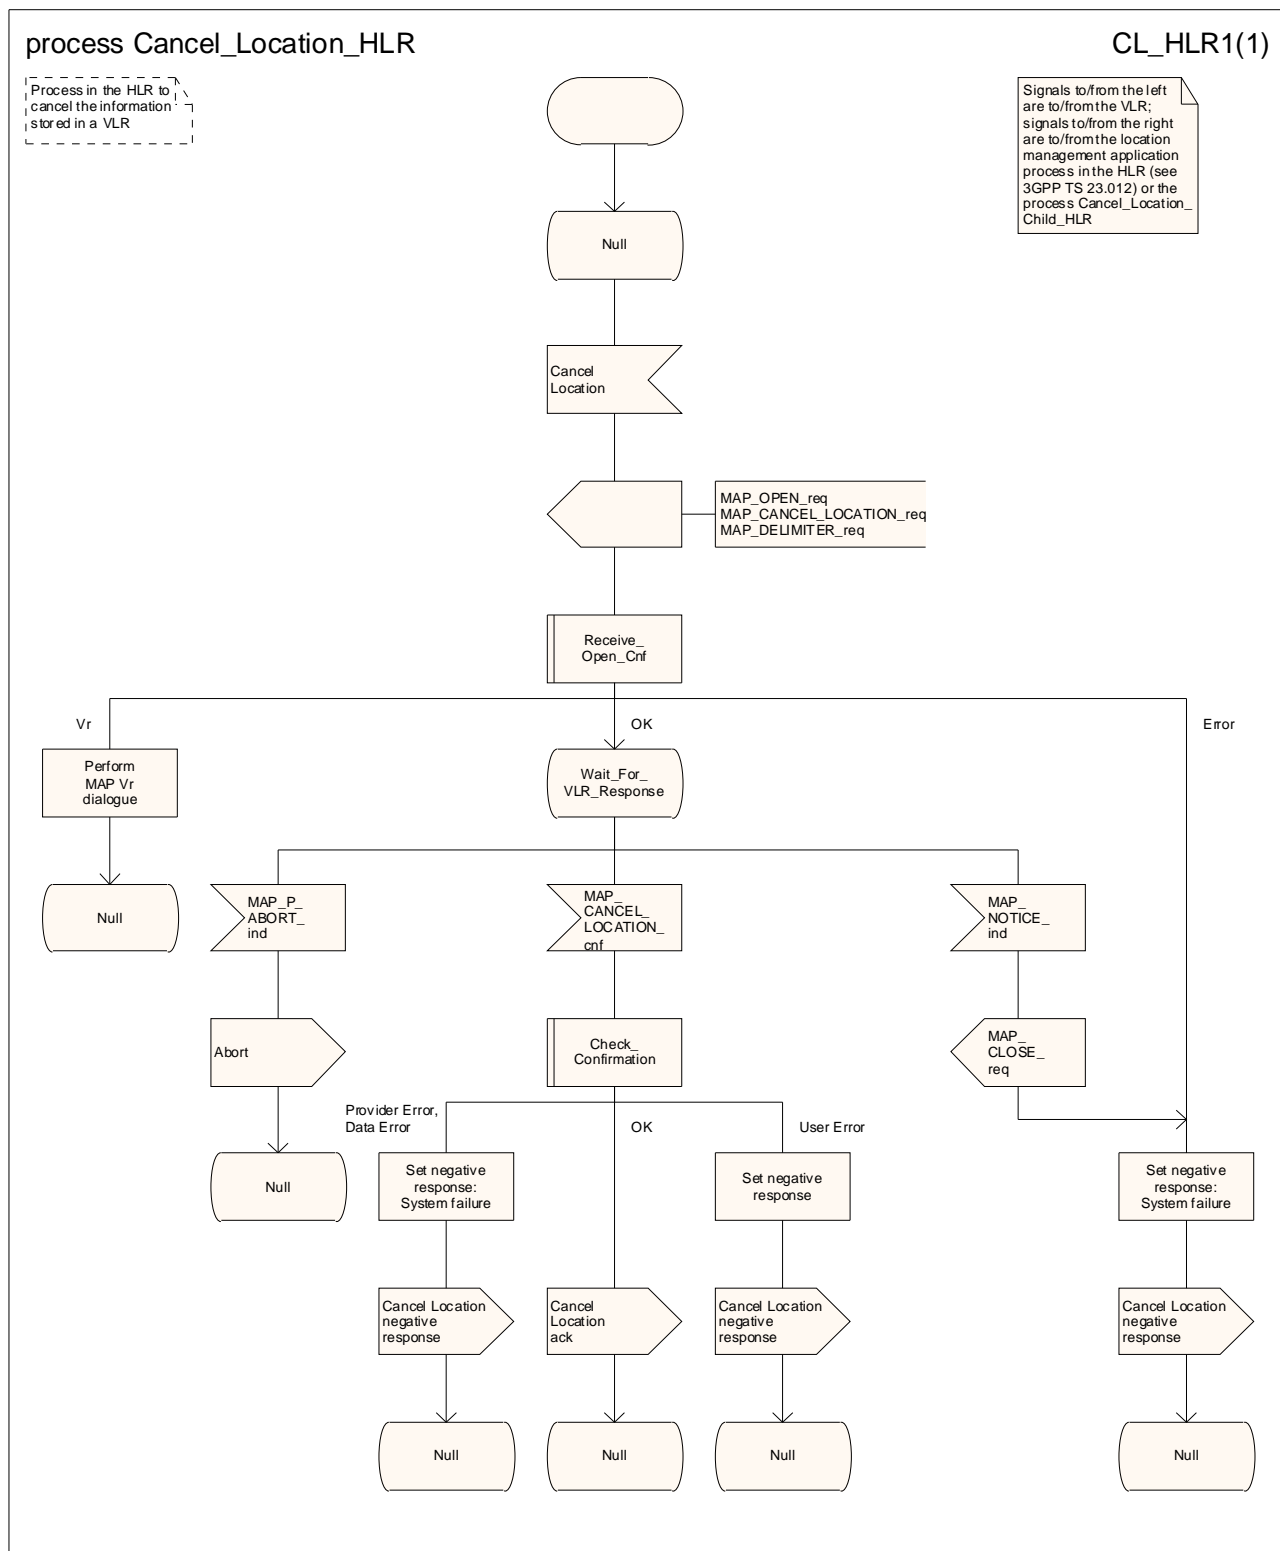 process Cancel_Location_HLR
CL_HLR1(1)
Process in the HLR to
cancel the information
stored in a VLR
Signals to/from the left
are to/from the VLR;
signals to/from the right
are to/from the location
management application
process in the HLR (see
3GPP TS 23.012) or the
process Cancel_Location_
Child_HLR
Null
Cancel
Location
MAP_OPEN_req
MAP_CANCEL_LOCATION_req
MAP_DELIMITER_req
Receive_
Open_Cnf
Vr
OK
Error
Perform
MAP Vr
dialogue
Wait_For_
VLR_Response
Null
MAP_P_
ABORT_
ind
MAP_
CANCEL_
LOCATION_
cnf
MAP_
NOTICE_
ind
Abort
Check_
Confirmation
MAP_
CLOSE_
req
Provider Error,
Data Error
OK
User Error
Null
Set negative
response:
System failure
Set negative
response
Set negative
response:
System failure
Cancel Location
negative
response
Cancel
Location
ack
Cancel Location
negative
response
Cancel Location
negative
response
Null
Null
Null
Null